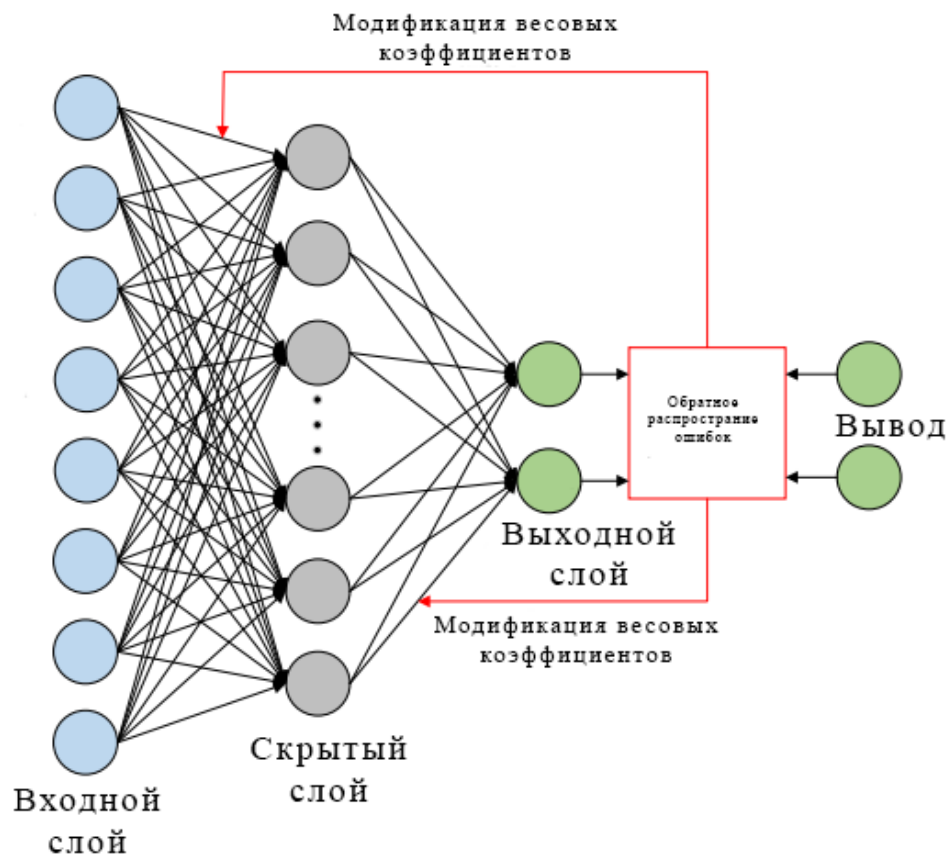 Модификация весовых
коэффициентов
Обратное
распространие
ошибок
Вывод
Выходной
слой
Модификация весовых
коэффициентов
Скрытый
слой
Входной
слой